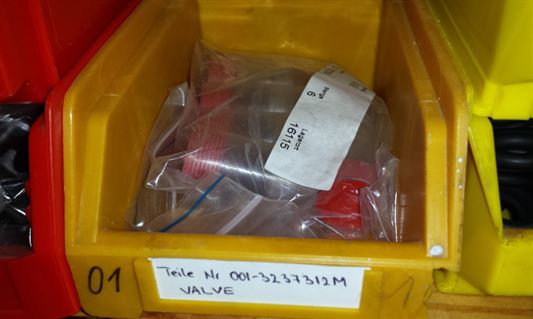 Menge
6
Lagerort
16115
01
Teile Nr 001-3237312M
VALVE